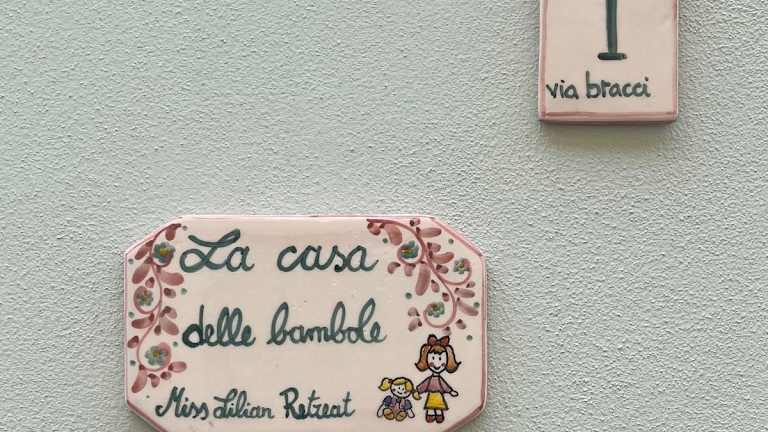 1
via bracci
La casa
delle bambole
Miss Lilian Retreat